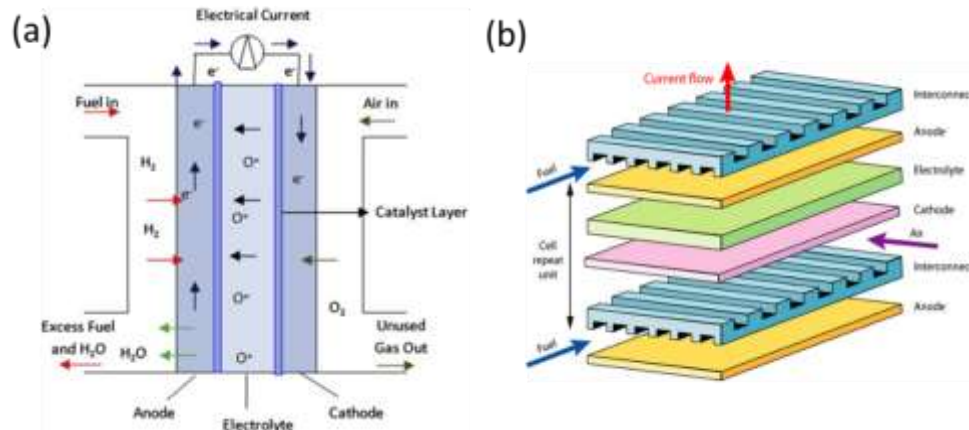 (a)
Electrical Current
e⁻
e⁻
Fuel in
Air in
e⁻
H₂
O⁼
e⁻
e⁻
Catalyst Layer
H₂
O⁼
O⁼
O⁼
O₂
Excess Fuel
and H₂O
H₂O
Unused
Gas Out
O⁼
Anode
Electrolyte
Cathode
(b)
Current flow
Interconnect
Anode
Fuel
Electrolyte
Cathode
Air
Cell
repeat
unit
Interconnect
Anode
Fuel